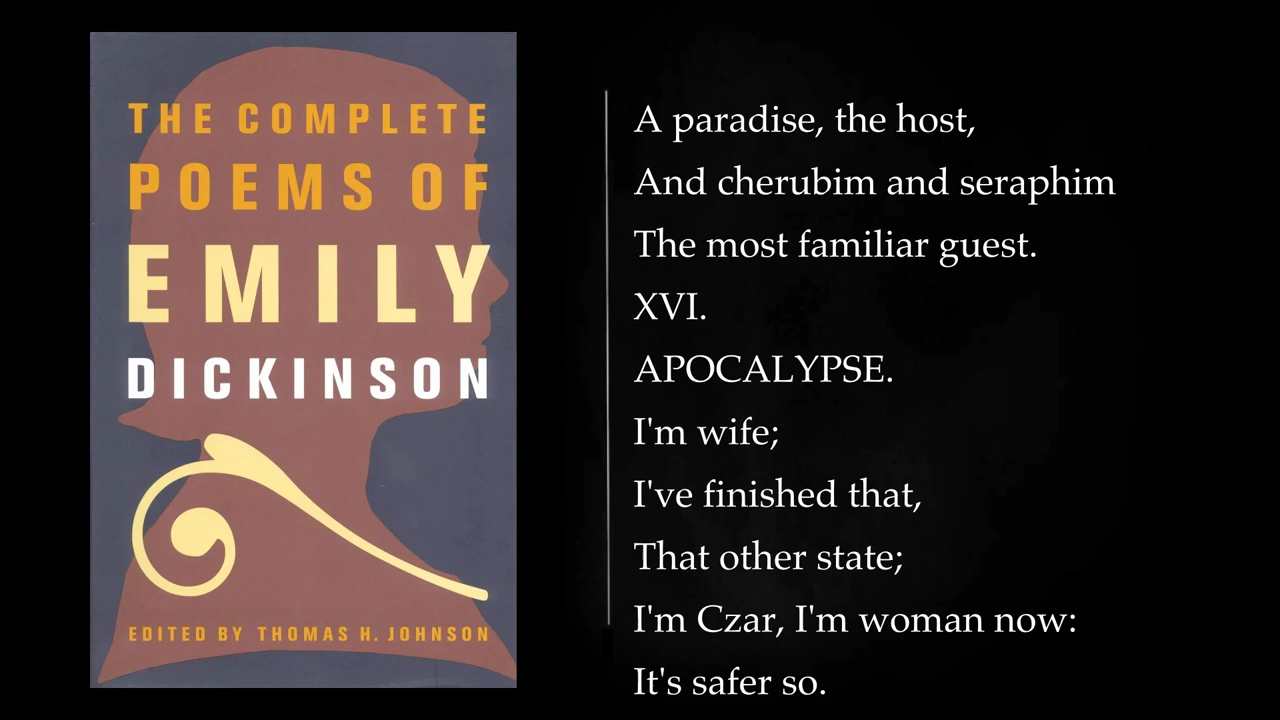 THE COMPLETE
POEMS OF
EMILY
DICKINSON
EDITED BY THOMAS H. JOHNSON
A paradise, the host,
And cherubim and seraphim
The most familiar guest.
XVI.
APOCALYPSE.
I'm wife;
I've finished that,
That other state;
I'm Czar, I'm woman now:
It's safer so.